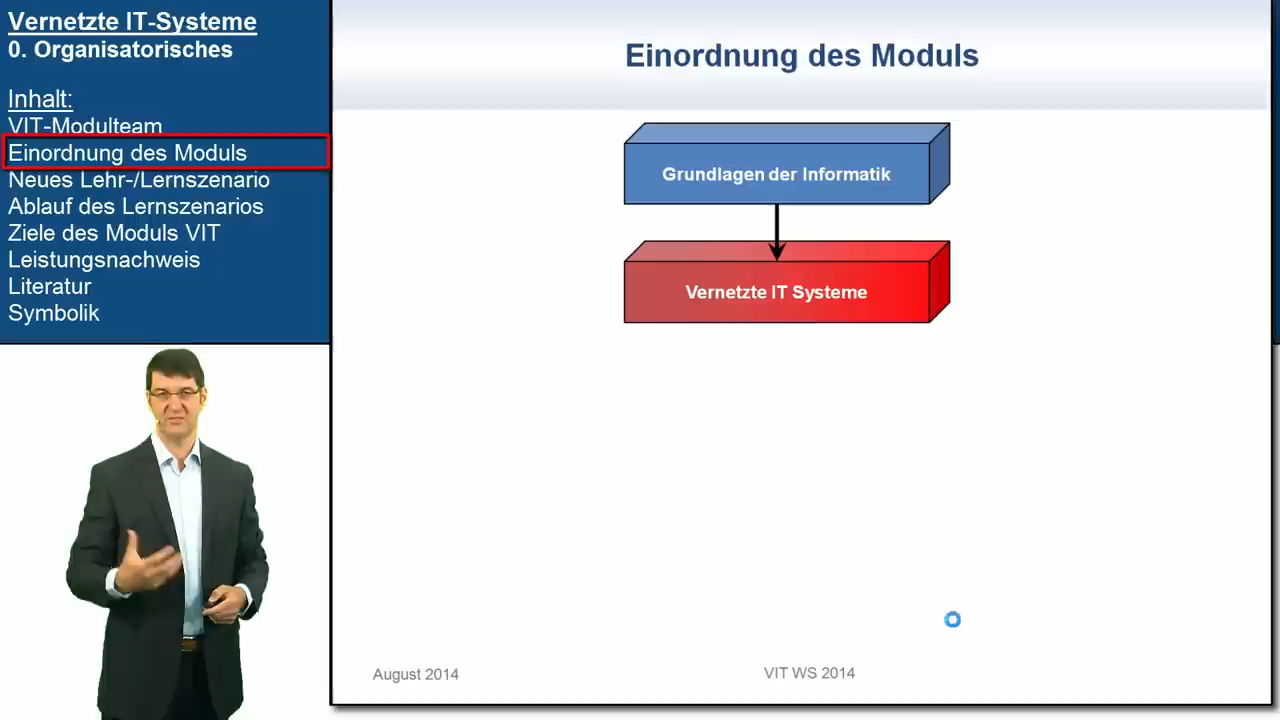 Vernetzte IT-Systeme
0. Organisatorisches
Inhalt:
VIT-Modulteam
Einordnung des Moduls
Neues Lehr-/Lernszenario
Ablauf des Lernszenarios
Ziele des Moduls VIT
Leistungsnachweis
Literatur
Symbolik
Einordnung des Moduls
Grundlagen der Informatik
Vernetzte IT Systeme
August 2014
VIT WS 2014